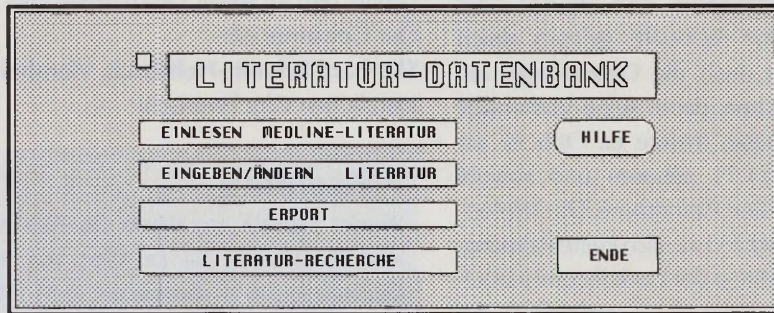 LITERATUR-DATENBANK
EINLESEN MEDLINE-LITERATUR
HILFE
EINGEBEN/ÄNDERN LITERATUR
EXPORT
LITERATUR-RECHERCHE
ENDE